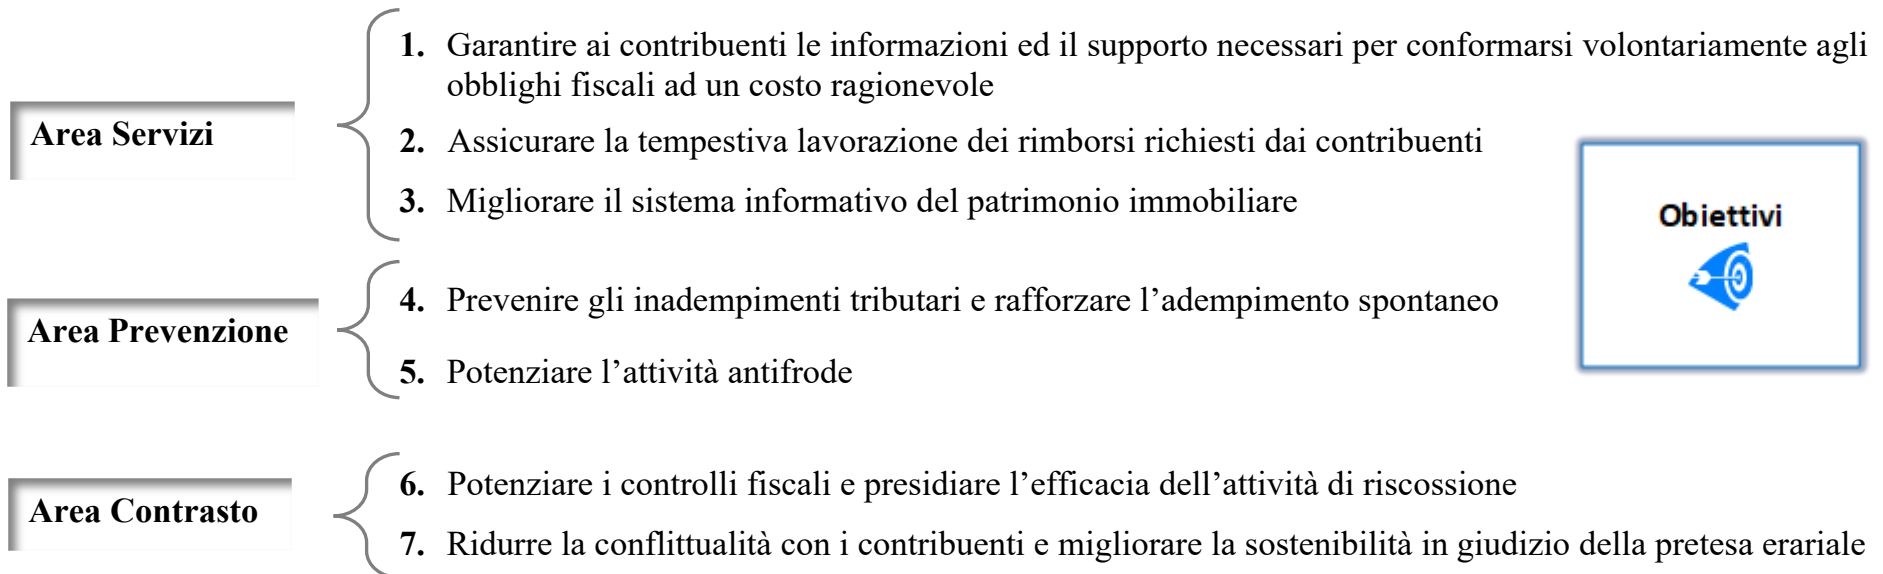 Area Servizi
1. Garantire ai contribuenti le informazioni ed il supporto necessari per conformarsi volontariamente agli
obblighi fiscali ad un costo ragionevole
2. Assicurare la tempestiva lavorazione dei rimborsi richiesti dai contribuenti
3. Migliorare il sistema informativo del patrimonio immobiliare
Area Prevenzione
4. Prevenire gli inadempimenti tributari e rafforzare l’adempimento spontaneo
5. Potenziare l’attività antifrode
Area Contrasto
6. Potenziare i controlli fiscali e presidiare l’efficacia dell’attività di riscossione
7. Ridurre la conflittualità con i contribuenti e migliorare la sostenibilità in giudizio della pretesa erariale
Obiettivi